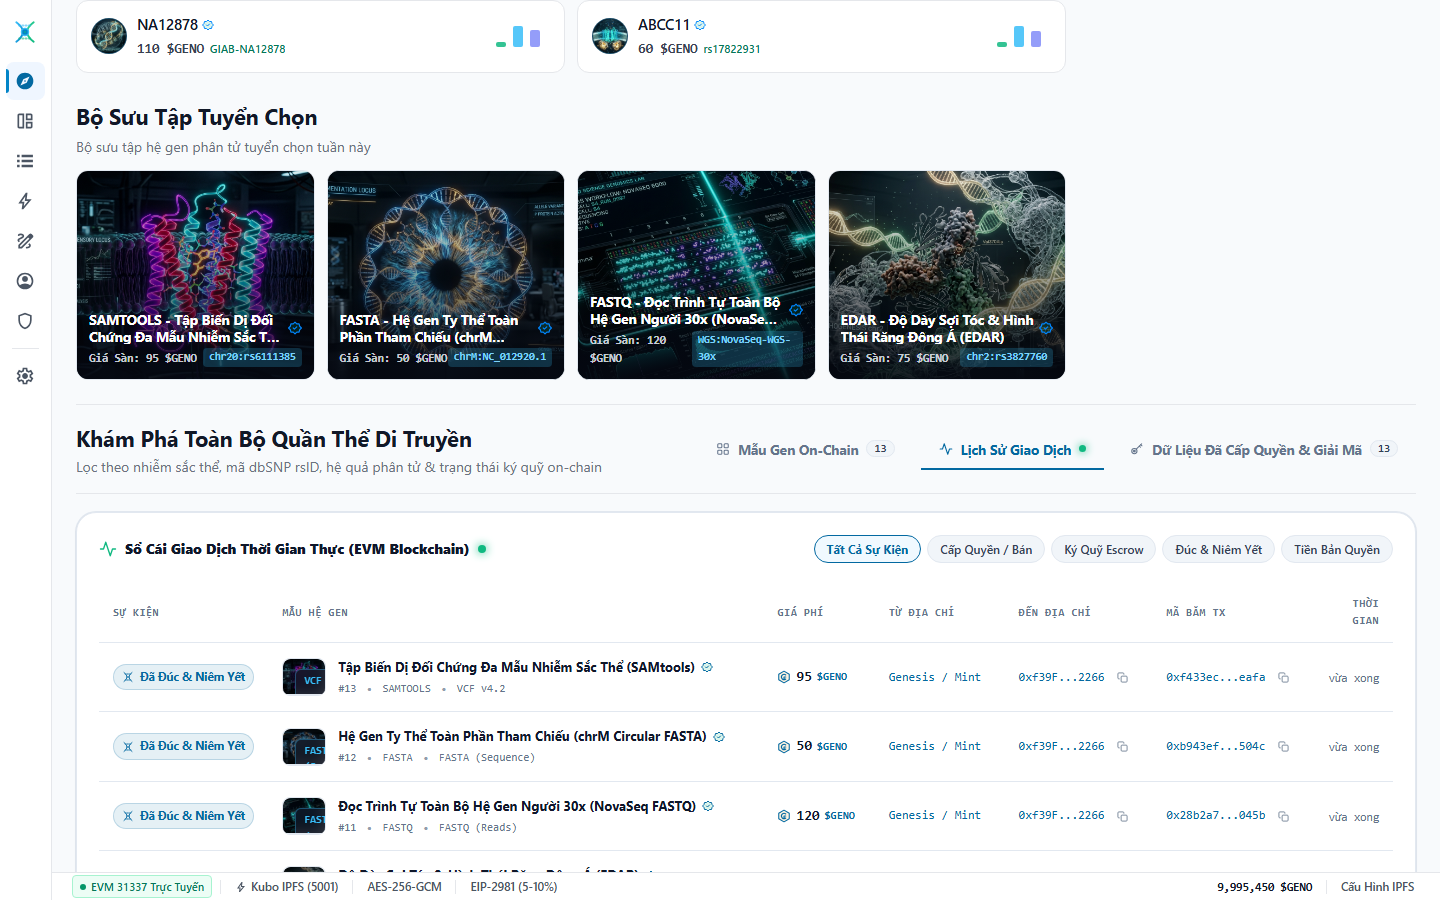 NA12878
110 $GENO GIAB-NA12878
ABCC11
60 $GENO rs17822931
Bộ Sưu Tập Tuyển Chọn
Bộ sưu tập hệ gen phân tử tuyển chọn tuần này
SAMTOOLS - Tập Biến Dị Đối
Chứng Đa Mẫu Nhiễm Sắc T...
Giá Sàn: 95 $GENO
chr20:rs6111385
FASTA - Hệ Gen Ty Thể Toàn
Phần Tham Chiếu (chrM...
Giá Sàn: 50 $GENO
chrM:NC_012920.1
FASTQ - Đọc Trình Tự Toàn Bộ
Hệ Gen Người 30x (NovaSe...
Giá Sàn: 120
$GENO
WGS:NovaSeq-WGS-
30x
EDAR - Độ Dày Sợi Tóc & Hình
Thái Răng Đông Á (EDAR)
Giá Sàn: 75 $GENO
chr2:rs3827760
Khám Phá Toàn Bộ Quần Thể Di Truyền
Lọc theo nhiễm sắc thể, mã dbSNP rsID, hệ quả phân tử & trạng thái ký quỹ on-chain
Mẫu Gen On-Chain 13
Lịch Sử Giao Dịch
Dữ Liệu Đã Cấp Quyền & Giải Mã 13
Sổ Cái Giao Dịch Thời Gian Thực (EVM Blockchain)
Tất Cả Sự Kiện
Cấp Quyền / Bán
Ký Quỹ Escrow
Đúc & Niêm Yết
Tiền Bản Quyền
SỰ KIỆN
MẪU HỆ GEN
GIÁ PHÍ
TỪ ĐỊA CHỈ
ĐẾN ĐỊA CHỈ
MÃ BĂM TX
THỜI
GIAN
Đã Đúc & Niêm Yết
VCF
Tập Biến Dị Đối Chứng Đa Mẫu Nhiễm Sắc Thể (SAMtools)
#13 • SAMTOOLS • VCF v4.2
95 $GENO
Genesis / Mint
0xf39F...2266
0xf433ec...eafa
vừa xong
Đã Đúc & Niêm Yết
FAST
Hệ Gen Ty Thể Toàn Phần Tham Chiếu (chrM Circular FASTA)
#12 • FASTA • FASTA (Sequence)
50 $GENO
Genesis / Mint
0xf39F...2266
0xb943ef...504c
vừa xong
Đã Đúc & Niêm Yết
FAST
Đọc Trình Tự Toàn Bộ Hệ Gen Người 30x (NovaSeq FASTQ)
#11 • FASTQ • FASTQ (Reads)
120 $GENO
Genesis / Mint
0xf39F...2266
0x28b2a7...045b
vừa xong
EVM 31337 Trực Tuyến
Kubo IPFS (5001)
AES-256-GCM
EIP-2981 (5-10%)
9,995,450 $GENO
Cấu Hình IPFS